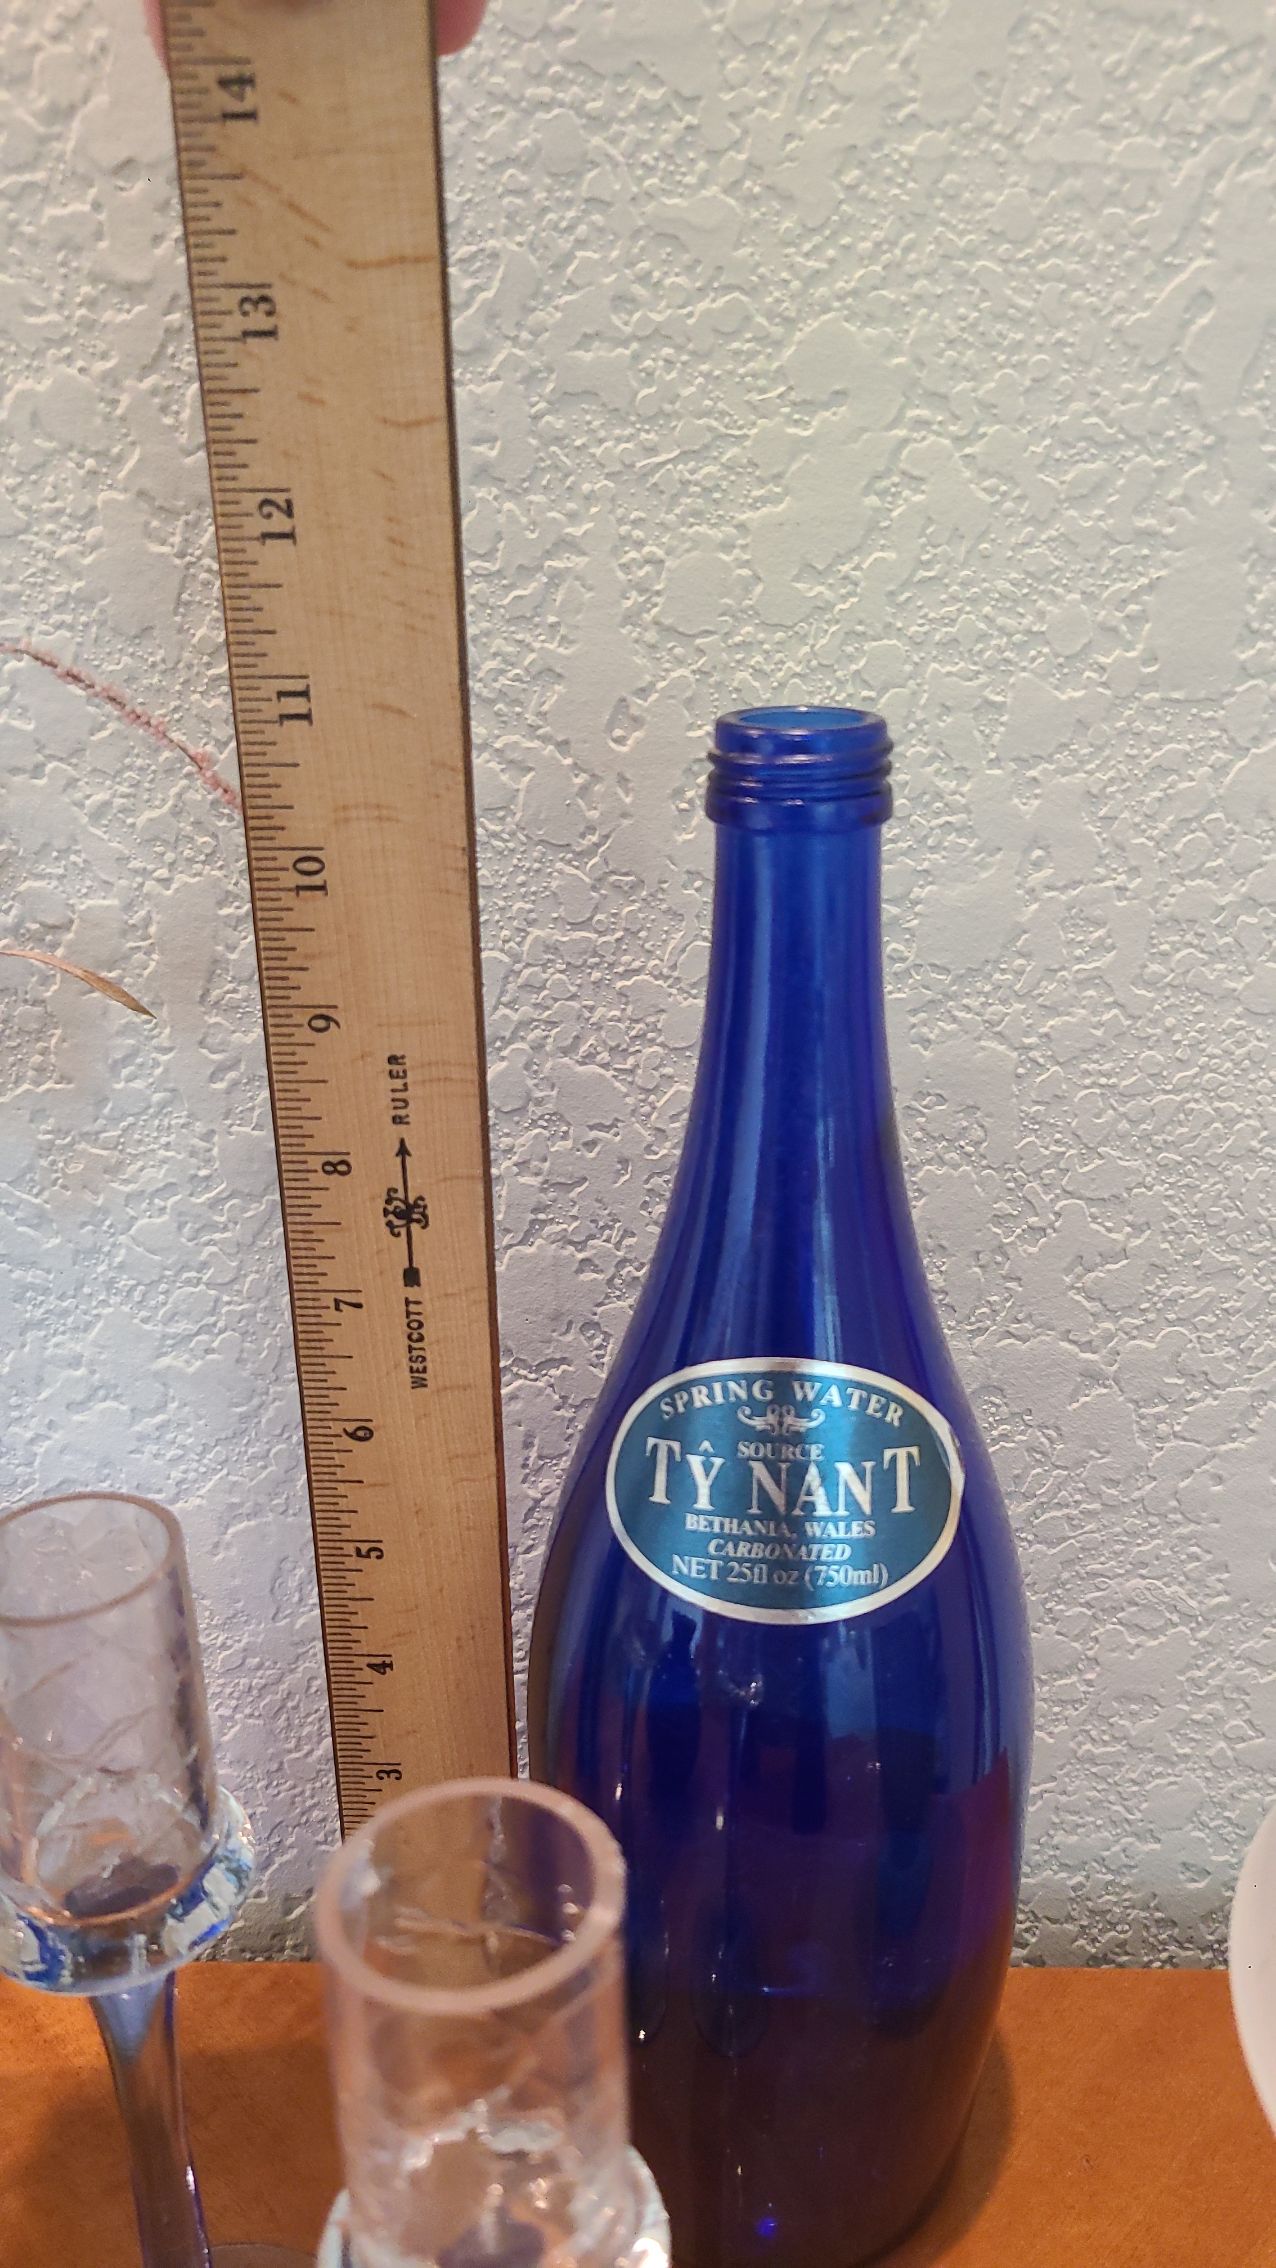 14
13
12
11
10
9
8
7
6
5
4
3
WESTCOTT RULER
SPRING WATER
SOURCE
TŶ NANT
BETHANIA, WALES
CARBONATED
NET 25fl oz (750ml)